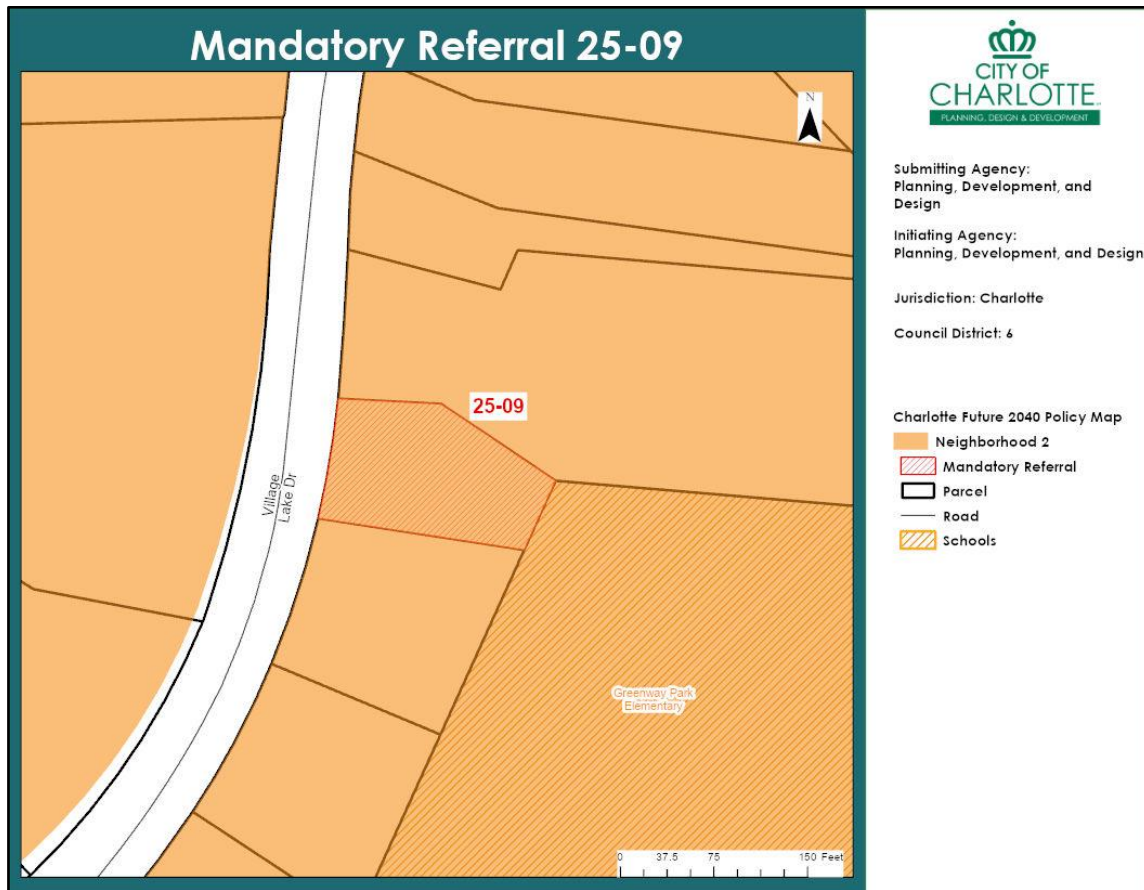 Mandatory Referral 25-09
N
25-09
Village
Lake Dr
Greenway Park
Elementary
0 37.5 75 150 Feet
CITY OF
CHARLOTTE
PLANNING, DESIGN & DEVELOPMENT
Submitting Agency:
Planning, Development, and
Design
Initiating Agency:
Planning, Development, and Design
Jurisdiction: Charlotte
Council District: 6
Charlotte Future 2040 Policy Map
Neighborhood 2
Mandatory Referral
Parcel
Road
Schools